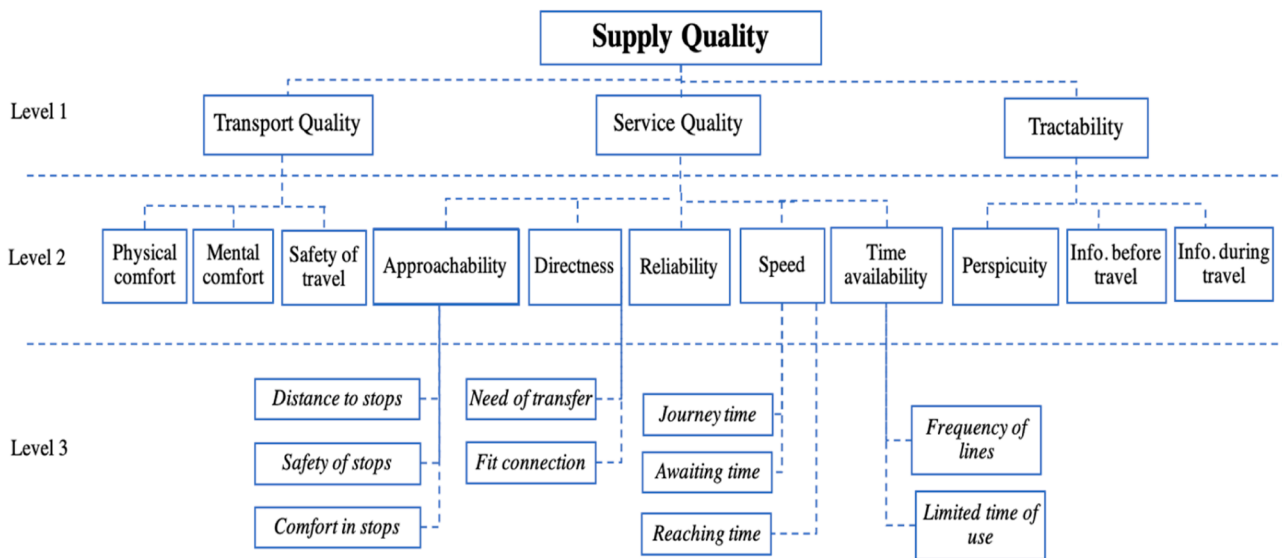 Supply Quality
Level 1
Transport Quality
Service Quality
Tractability
Level 2
Physical
comfort
Mental
comfort
Safety of
travel
Approachability
Directness
Reliability
Speed
Time
availability
Perspicuity
Info. before
travel
Info. during
travel
Level 3
Distance to stops
Safety of stops
Comfort in stops
Need of transfer
Fit connection
Journey time
Awaiting time
Reaching time
Frequency of
lines
Limited time of
use